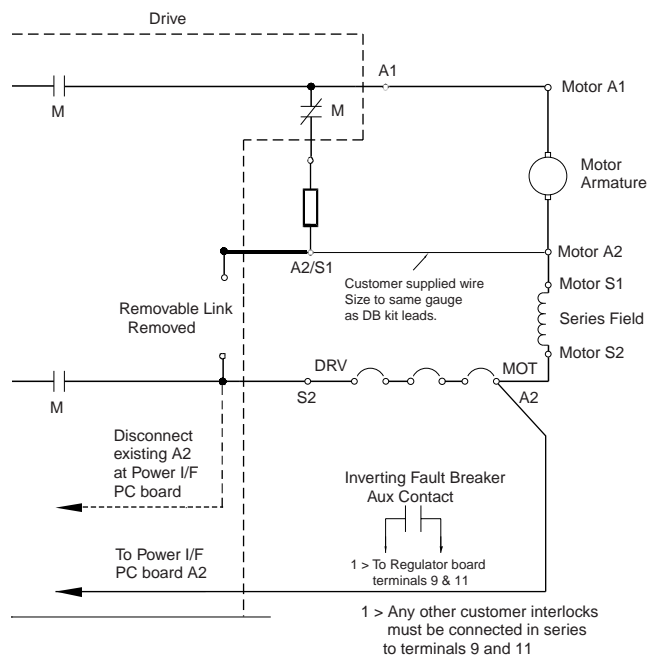 Drive
A1
Motor A1
M
M
Motor
Armature
A2/S1
Motor A2
Customer supplied wire
Size to same gauge
as DB kit leads.
Motor S1
Removable Link
Removed
Series Field
Motor S2
DRV
MOT
M
S2
A2
Disconnect
existing A2
at Power I/F
PC board
Inverting Fault Breaker
Aux Contact
To Power I/F
PC board A2
1 > To Regulator board
terminals 9 & 11
1 > Any other customer interlocks
must be connected in series
to terminals 9 and 11